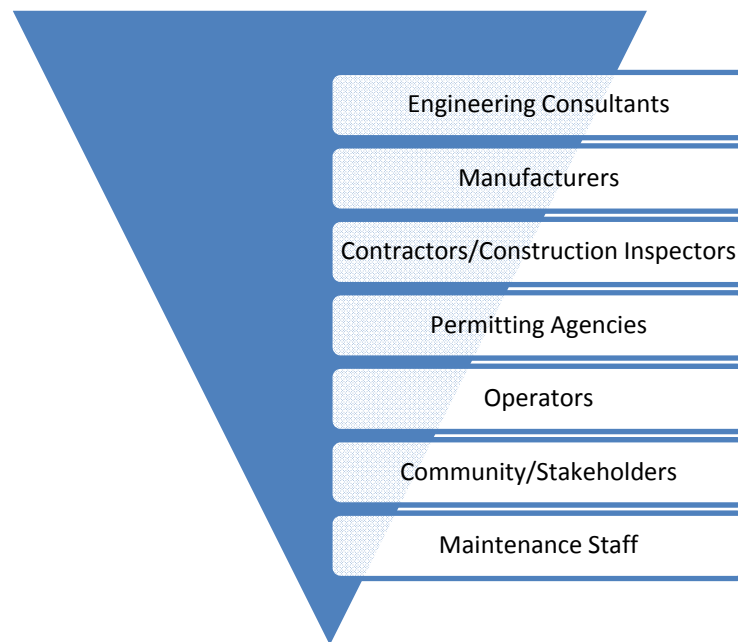 Engineering Consultants
Manufacturers
Contractors/Construction Inspectors
Permitting Agencies
Operators
Community/Stakeholders
Maintenance Staff